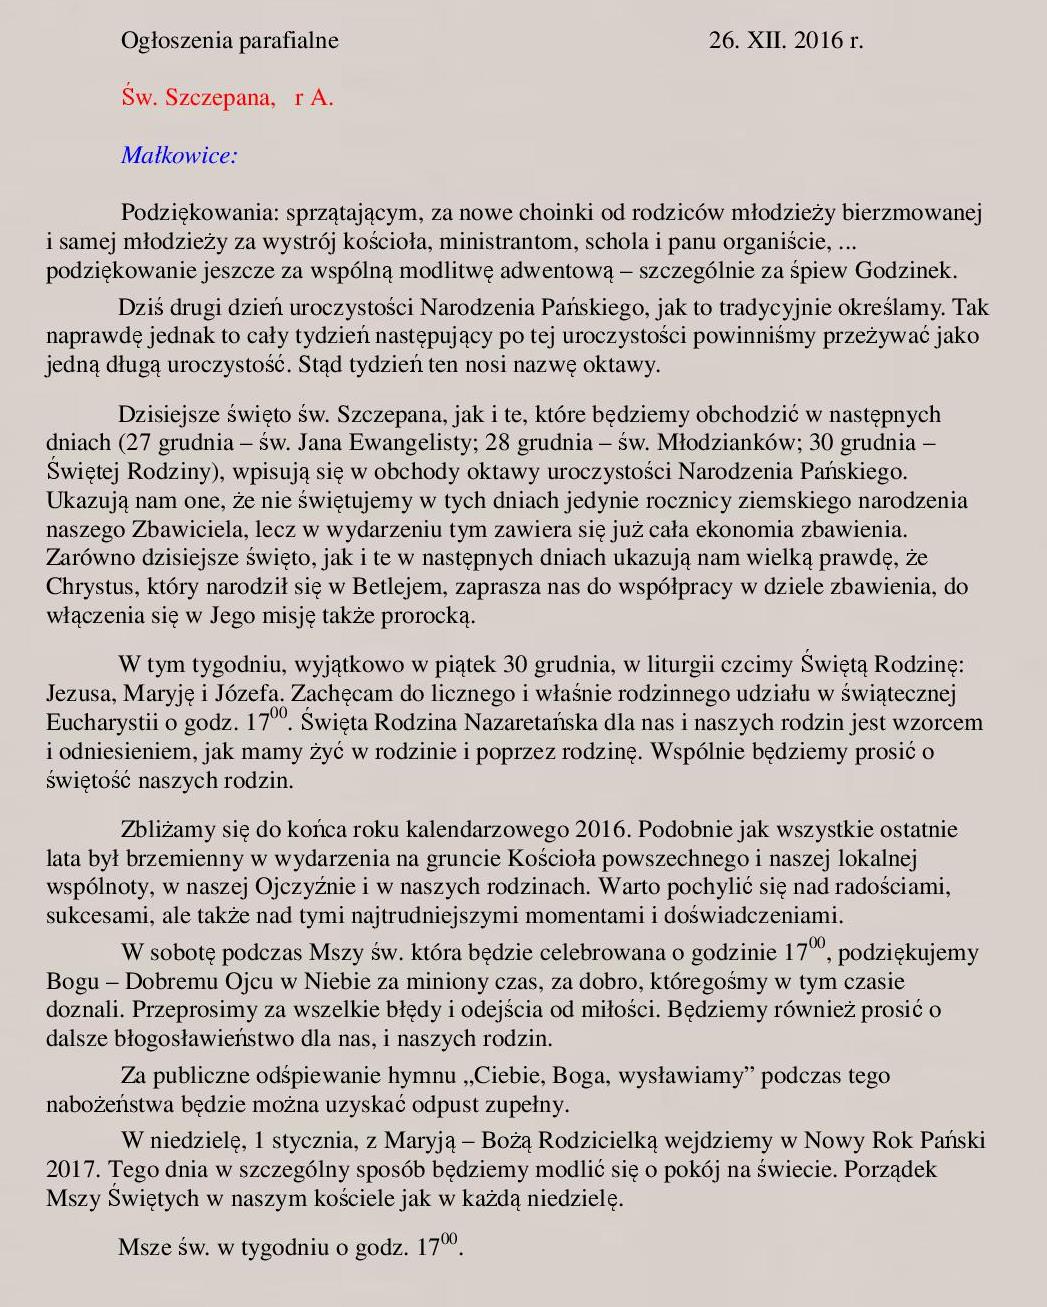 Ogłoszenia parafialne 26. XII. 2016 r.
Św. Szczepana, r A.
Małkowice:
Podziękowania: sprzątającym, za nowe choinki od rodziców młodzieży bierzmowanej
i samej młodzieży za wystrój kościoła, ministrantom, schola i panu organiście, ...
podziękowanie jeszcze za wspólną modlitwę adwentową – szczególnie za śpiew Godzinek.
Dziś drugi dzień uroczystości Narodzenia Pańskiego, jak to tradycyjnie określamy. Tak
naprawdę jednak to cały tydzień następujący po tej uroczystości powinniśmy przeżywać jako
jedną długą uroczystość. Stąd tydzień ten nosi nazwę oktawy.
Dzisiejsze święto św. Szczepana, jak i te, które będziemy obchodzić w następnych
dniach (27 grudnia – św. Jana Ewangelisty; 28 grudnia – św. Młodzianków; 30 grudnia –
Świętej Rodziny), wpisują się w obchody oktawy uroczystości Narodzenia Pańskiego.
Ukazują nam one, że nie świętujemy w tych dniach jedynie rocznicy ziemskiego narodzenia
naszego Zbawiciela, lecz w wydarzeniu tym zawiera się już cała ekonomia zbawienia.
Zarówno dzisiejsze święto, jak i te w następnych dniach ukazują nam wielką prawdę, że
Chrystus, który narodził się w Betlejem, zaprasza nas do współpracy w dziele zbawienia, do
włączenia się w Jego misję także prorocką.
W tym tygodniu, wyjątkowo w piątek 30 grudnia, w liturgii czcimy Świętą Rodzinę:
Jezusa, Maryję i Józefa. Zachęcam do licznego i właśnie rodzinnego udziału w świątecznej
Eucharystii o godz. 17⁰⁰. Święta Rodzina Nazaretańska dla nas i naszych rodzin jest wzorcem
i odniesieniem, jak mamy żyć w rodzinie i poprzez rodzinę. Wspólnie będziemy prosić o
świętość naszych rodzin.
Zbliżamy się do końca roku kalendarzowego 2016. Podobnie jak wszystkie ostatnie
lata był brzemienny w wydarzenia na gruncie Kościoła powszechnego i naszej lokalnej
wspólnoty, w naszej Ojczyźnie i w naszych rodzinach. Warto pochylić się nad radościami,
sukcesami, ale także nad tymi najtrudniejszymi momentami i doświadczeniami.
W sobotę podczas Mszy św. która będzie celebrowana o godzinie 17⁰⁰, podziękujemy
Bogu – Dobremu Ojcu w Niebie za miniony czas, za dobro, któregośmy w tym czasie
doznali. Przeprosimy za wszelkie błędy i odejścia od miłości. Będziemy również prosić o
dalsze błogosławieństwo dla nas, i naszych rodzin.
Za publiczne odśpiewanie hymnu „Ciebie, Boga, wysławiamy” podczas tego
nabożeństwa będzie można uzyskać odpust zupełny.
W niedzielę, 1 stycznia, z Maryją – Bożą Rodzicielką wejdziemy w Nowy Rok Pański
2017. Tego dnia w szczególny sposób będziemy modlić się o pokój na świecie. Porządek
Mszy Świętych w naszym kościele jak w każdą niedzielę.
Msze św. w tygodniu o godz. 17⁰⁰.